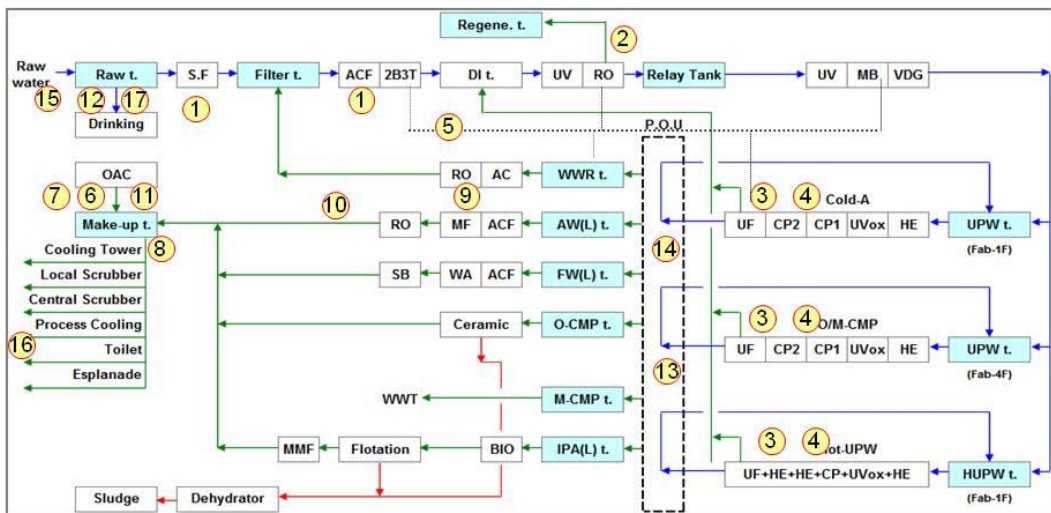 Regene. t.
2
Raw water
Raw t.
S.F
Filter t.
ACF
2B3T
DI t.
UV
RO
Relay Tank
UV
MB
VDG
15
12
17
1
1
Drinking
5
P.O.U
OAC
RO
AC
WWR t.
3
4
7
6
11
9
Cold-A
10
Make-up t.
RO
MF
ACF
AW(L) t.
UF
CP2
CP1
UVox
HE
UPW t.
8
14
(Fab-1F)
Cooling Tower
Local Scrubber
SB
WA
ACF
FW(L) t.
Central Scrubber
Process Cooling
Ceramic
O-CMP t.
3
4
O/M-CMP
16
Toilet
UF
CP2
CP1
UVox
HE
UPW t.
Esplanade
13
(Fab-4F)
WWT
M-CMP t.
3
4
ot-UPW
MMF
Flotation
BIO
IPA(L) t.
UF+HE+HE+CP+UVox+HE
HUPW t.
Sludge
Dehydrator
(Fab-1F)